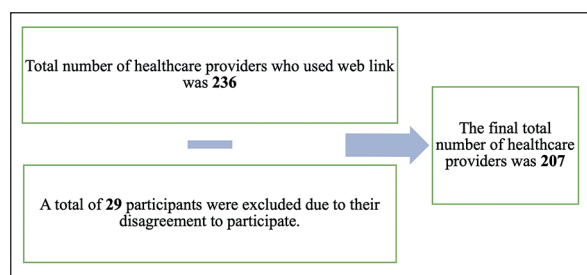 Total number of healthcare providers who used web link
was 236
A total of 29 participants were excluded due to their
disagreement to participate.
The final total
number of healthcare
providers was 207